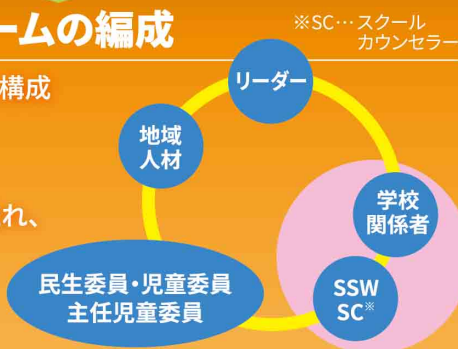 ームの編成
※SC…スクール
カウンセラー
構成
リーダー
地域
人材
れ、
学校
関係者
民生委員・児童委員
主任児童委員
SSW
SC※